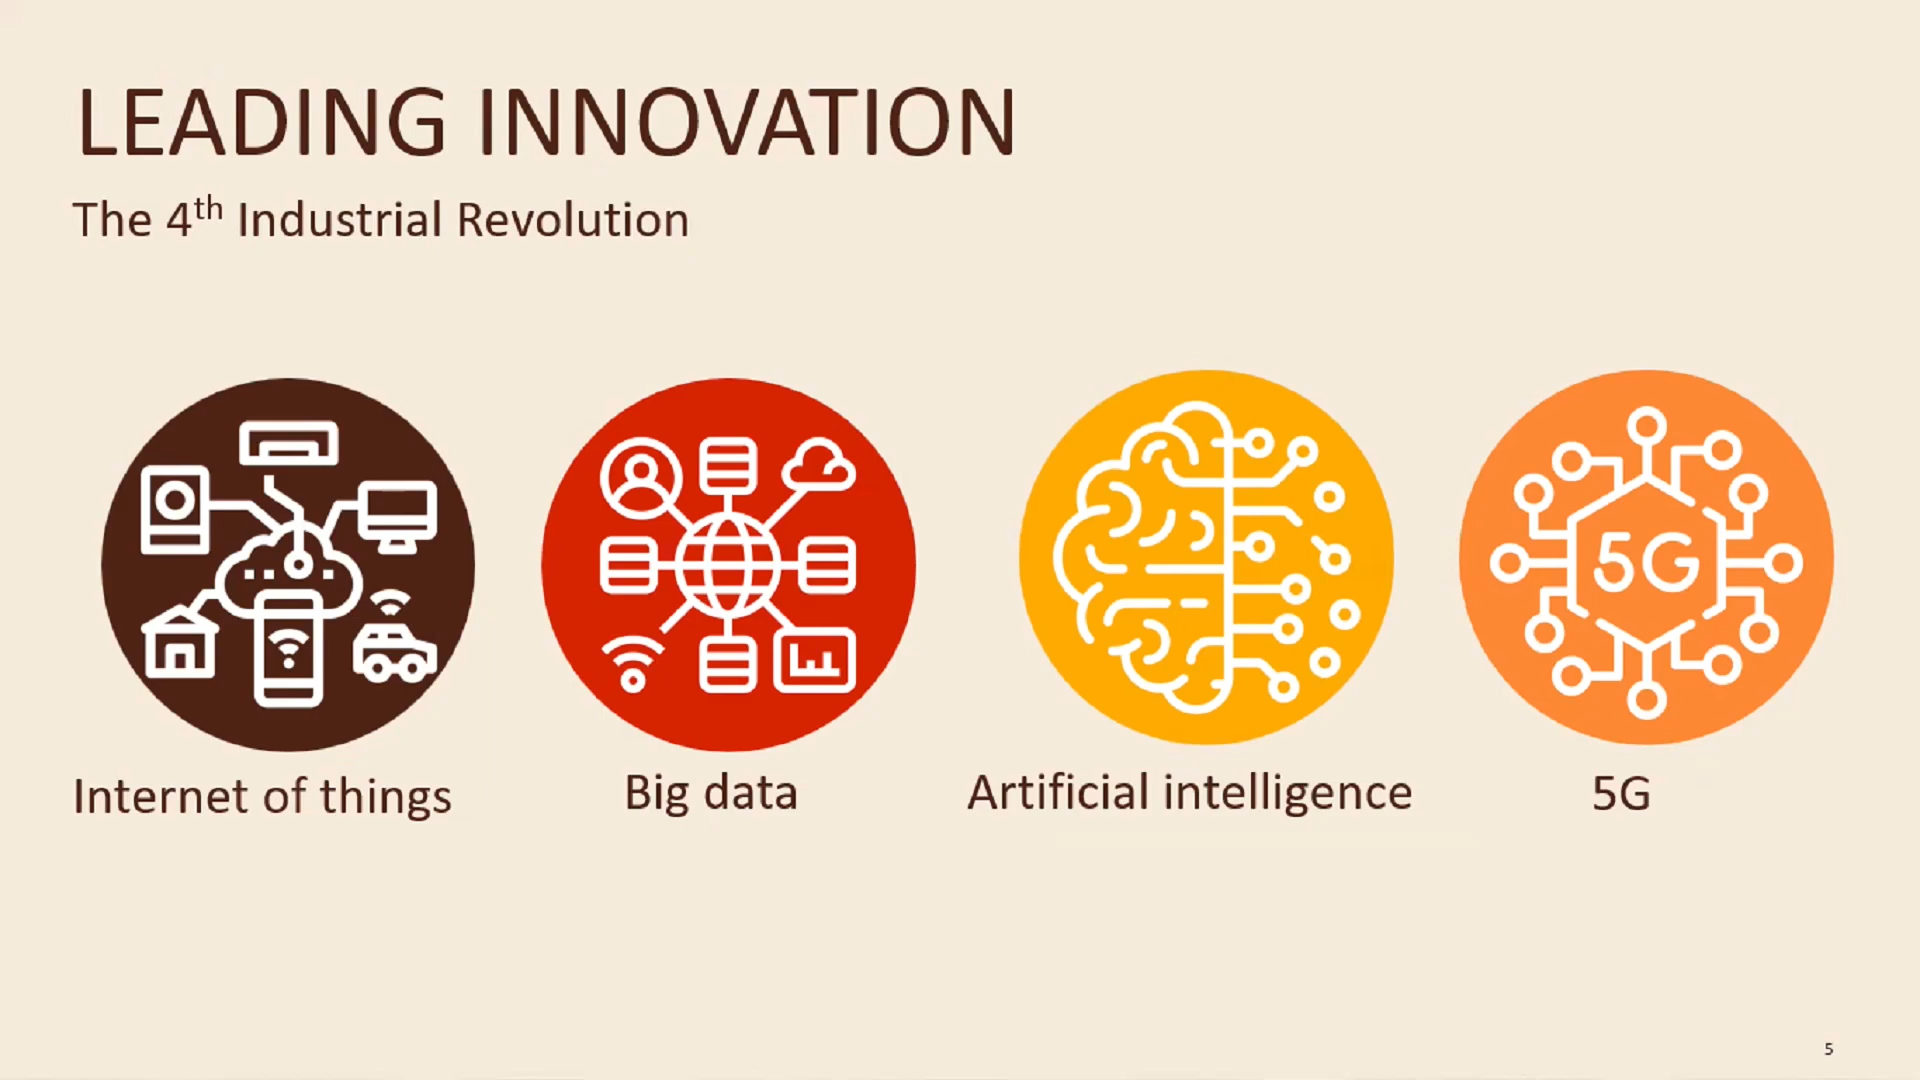 LEADING INNOVATION
The 4th Industrial Revolution
5G
Internet of things
Big data
Artificial intelligence
5G
5